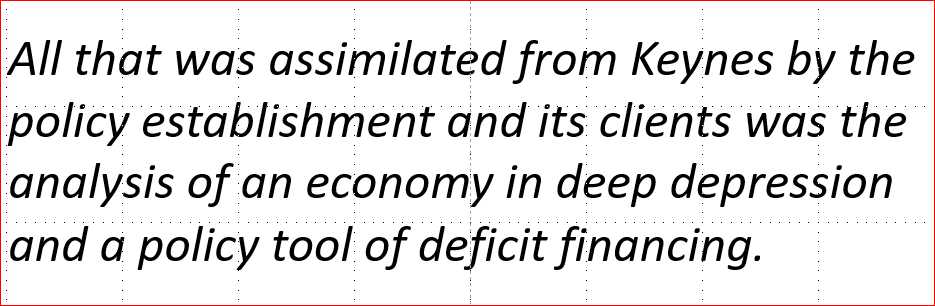 All that was assimilated from Keynes by the
policy establishment and its clients was the
analysis of an economy in deep depression
and a policy tool of deficit financing.